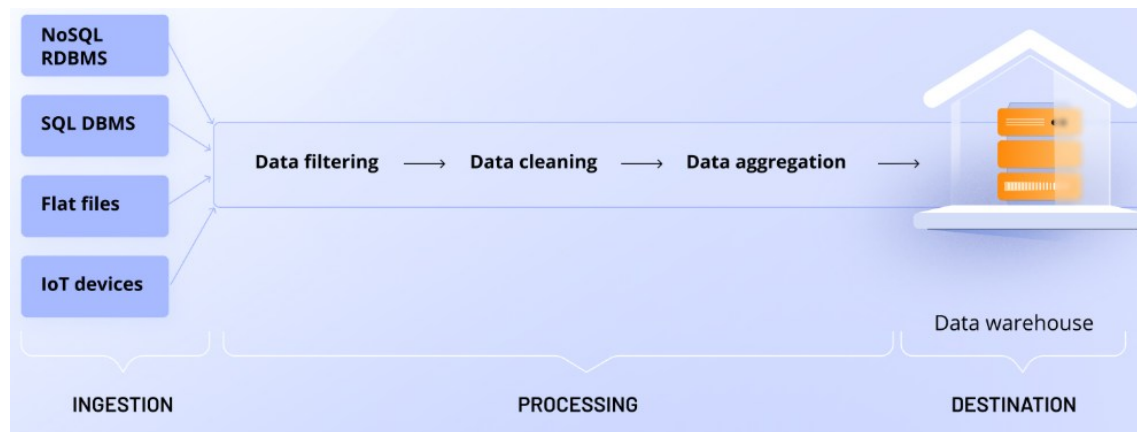 NoSQL
RDBMS
SQL DBMS
Flat files
IoT devices
Data filtering
Data cleaning
Data aggregation
Data warehouse
INGESTION
PROCESSING
DESTINATION